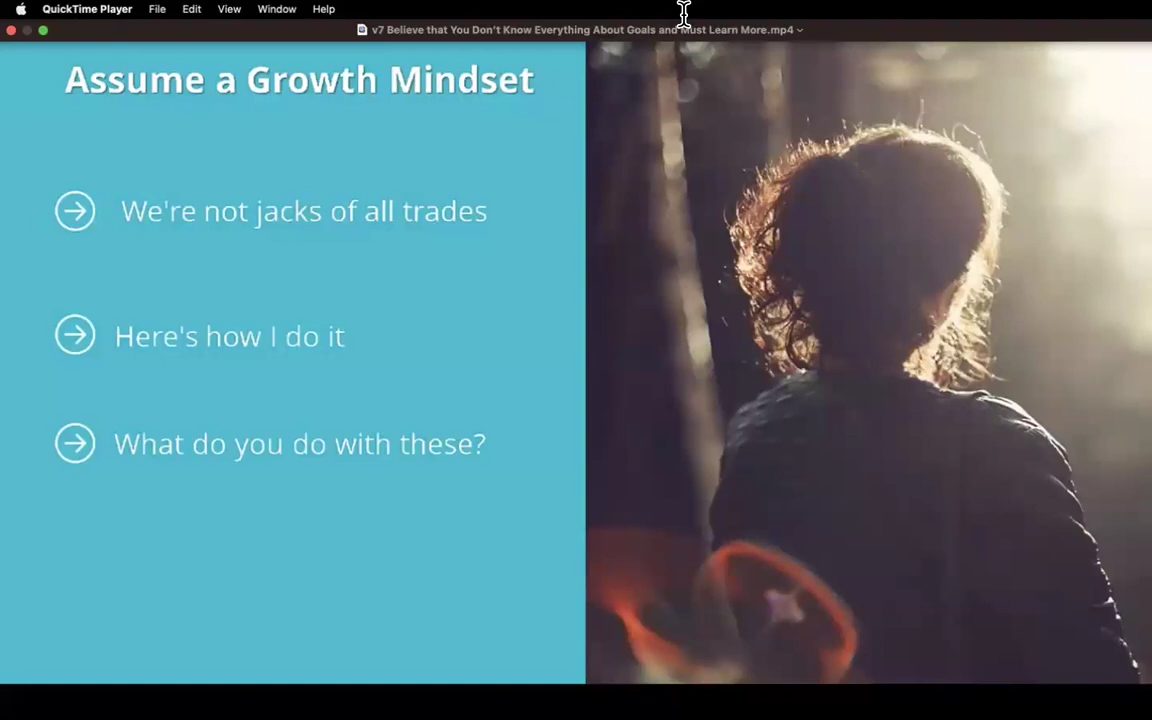 QuickTime Player File Edit View Window Help
v7 Believe that You Don't Know Everything About Goals and Must Learn More.mp4
Assume a Growth Mindset
We're not jacks of all trades
Here's how I do it
What do you do with these?